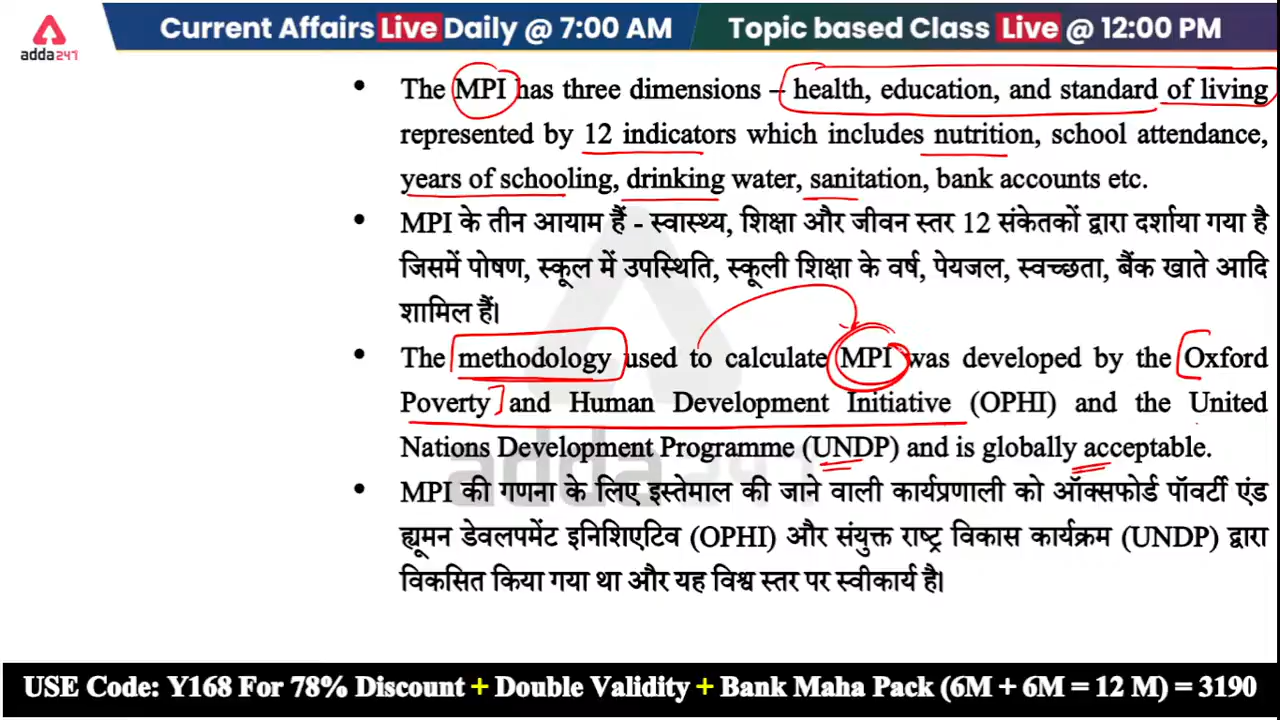 Current Affairs Live Daily @ 7:00 AM
Topic based Class Live @ 12:00 PM
adda247
• The MPI has three dimensions – health, education, and standard of living
represented by 12 indicators which includes nutrition, school attendance,
years of schooling, drinking water, sanitation, bank accounts etc.
• MPI के तीन आयाम हैं - स्वास्थ्य, शिक्षा और जीवन स्तर 12 संकेतकों द्वारा दर्शाया गया है
जिसमें पोषण, स्कूल में उपस्थिति, स्कूली शिक्षा के वर्ष, पेयजल, स्वच्छता, बैंक खाते आदि
शामिल हैं।
• The methodology used to calculate MPI was developed by the Oxford
Poverty and Human Development Initiative (OPHI) and the United
Nations Development Programme (UNDP) and is globally acceptable.
• MPI की गणना के लिए इस्तेमाल की जाने वाली कार्यप्रणाली को ऑक्सफोर्ड पॉवर्टी एंड
ह्यूमन डेवलपमेंट इनिशिएटिव (OPHI) और संयुक्त राष्ट्र विकास कार्यक्रम (UNDP) द्वारा
विकसित किया गया था और यह विश्व स्तर पर स्वीकार्य है।
adda247
USE Code: Y168 For 78% Discount + Double Validity + Bank Maha Pack (6M + 6M = 12 M) = 3190